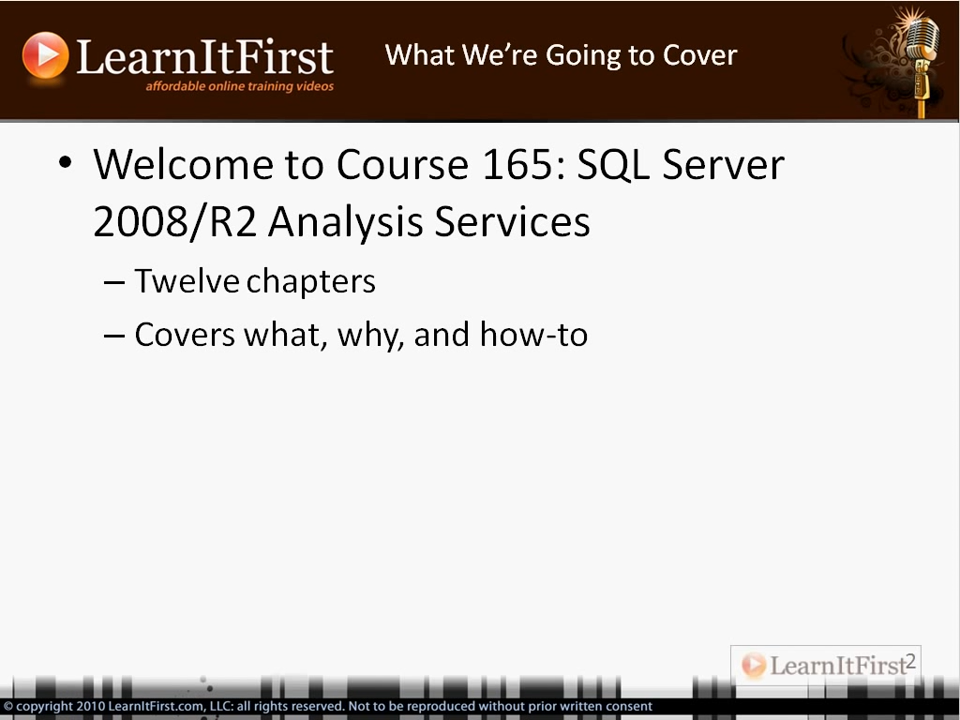 LearnItFirst
affordable online training videos
What We're Going to Cover
• Welcome to Course 165: SQL Server
2008/R2 Analysis Services
– Twelve chapters
– Covers what, why, and how-to
LearnItFirst
2
© copyright 2010 LearnItFirst.com, LLC: all rights reserved. Not to be reproduced without prior written consent